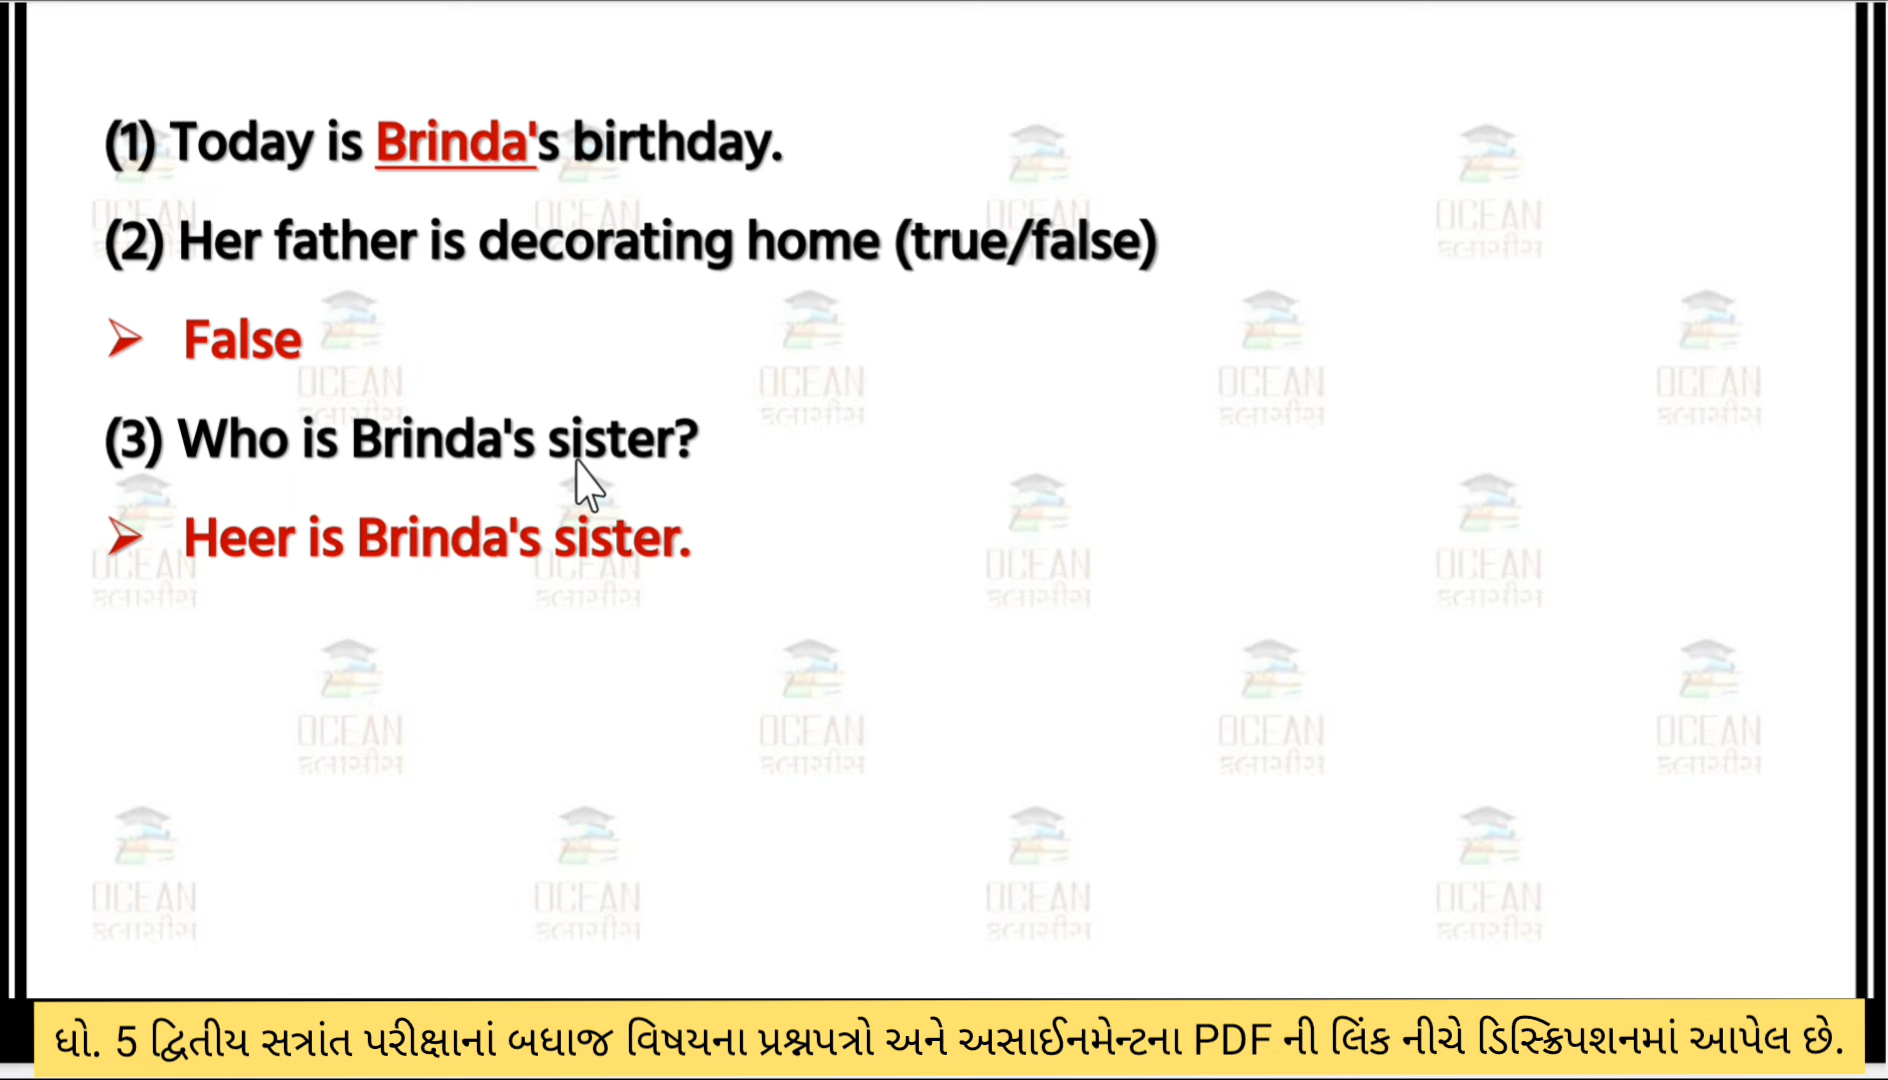 (1) Today is Brinda's birthday.
(2) Her father is decorating home (true/false)
➢ False
(3) Who is Brinda's sister?
➢ Heer is Brinda's sister.
OCEAN
ક્લાસીસ
ધો. 5 દ્વિતીય સત્રાંત પરીક્ષાનાં બધાજ વિષયના પ્રશ્નપત્રો અને અસાઈનમેન્ટના PDF ની લિંક નીચે ડિસ્ક્રિપશનમાં આપેલ છે.